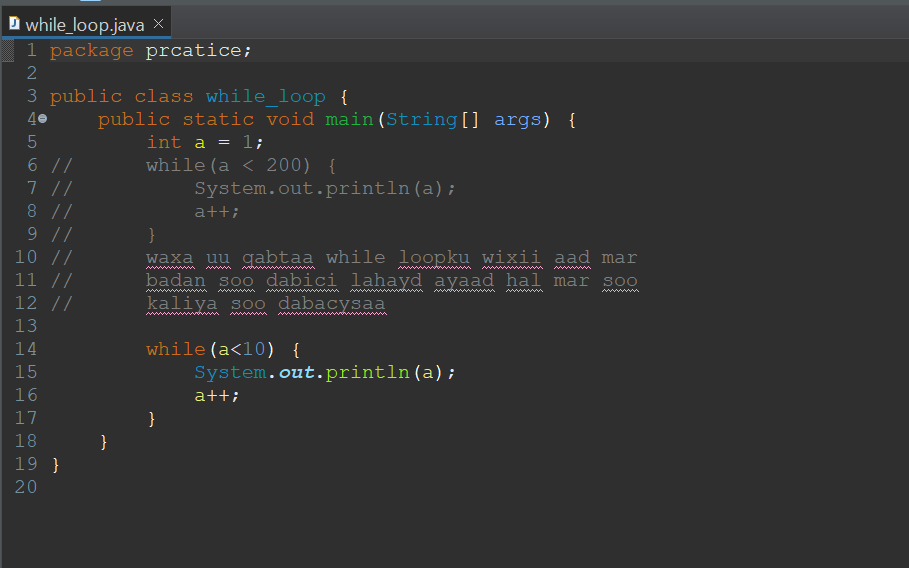 while_loop.java
1 package prcatice;
2
3 public class while_loop {
4     public static void main(String[] args) {
5         int a = 1;
6 //      while(a < 200) {
7 //          System.out.println(a);
8 //          a++;
9 //      }
10 //      waxa uu qabtaa while loopku wixii aad mar
11 //      badan soo dabici lahayd ayaad hal mar soo
12 //      kaliya soo dabacysaa
13
14         while(a<10) {
15             System.out.println(a);
16             a++;
17         }
18     }
19 }
20